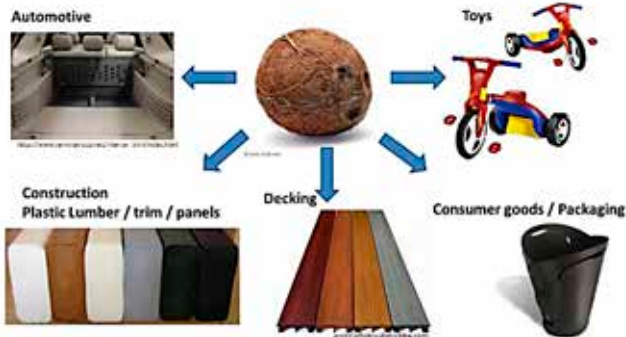 Automotive
Toys
Construction
Plastic Lumber / trim / panels
Decking
Consumer goods / Packaging